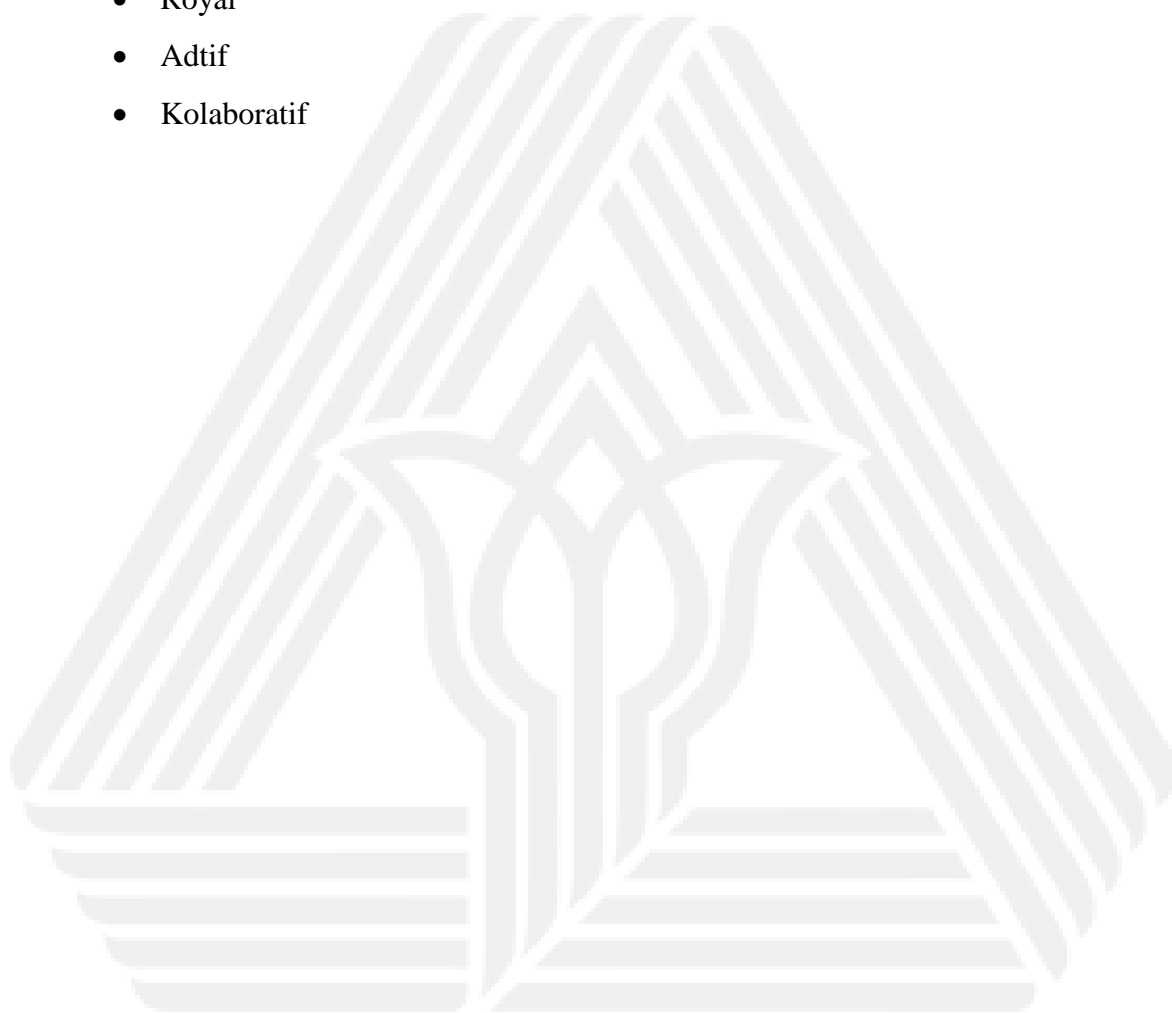 • Royal
• Adtif
• Kolaboratif